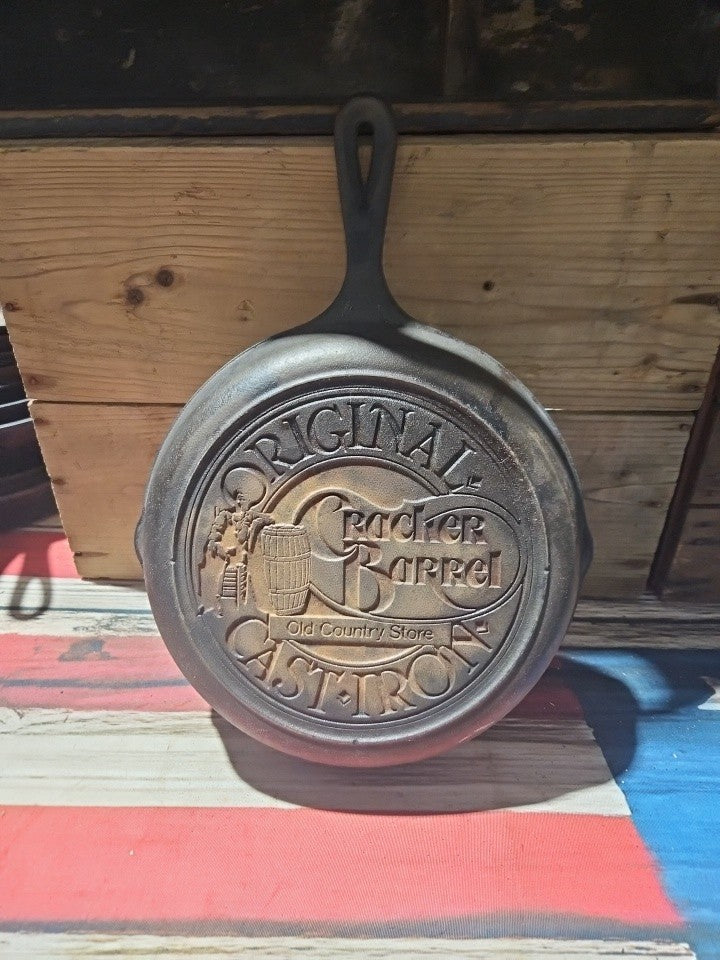 ORIGINAL
Cracker
Barrel
Old Country Store
CAST·IRON